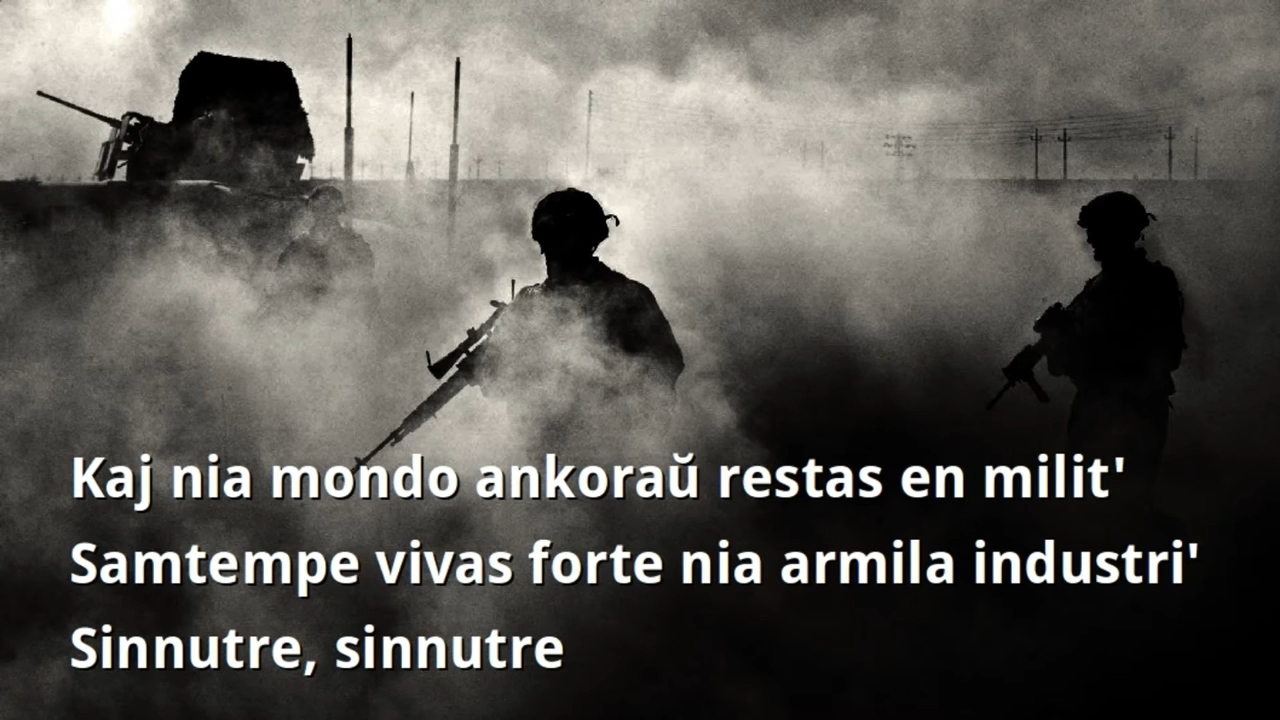 Kaj nia mondo ankoraŭ restas en milit'
Samtempe vivas forte nia armila industri'
Sinnutre, sinnutre